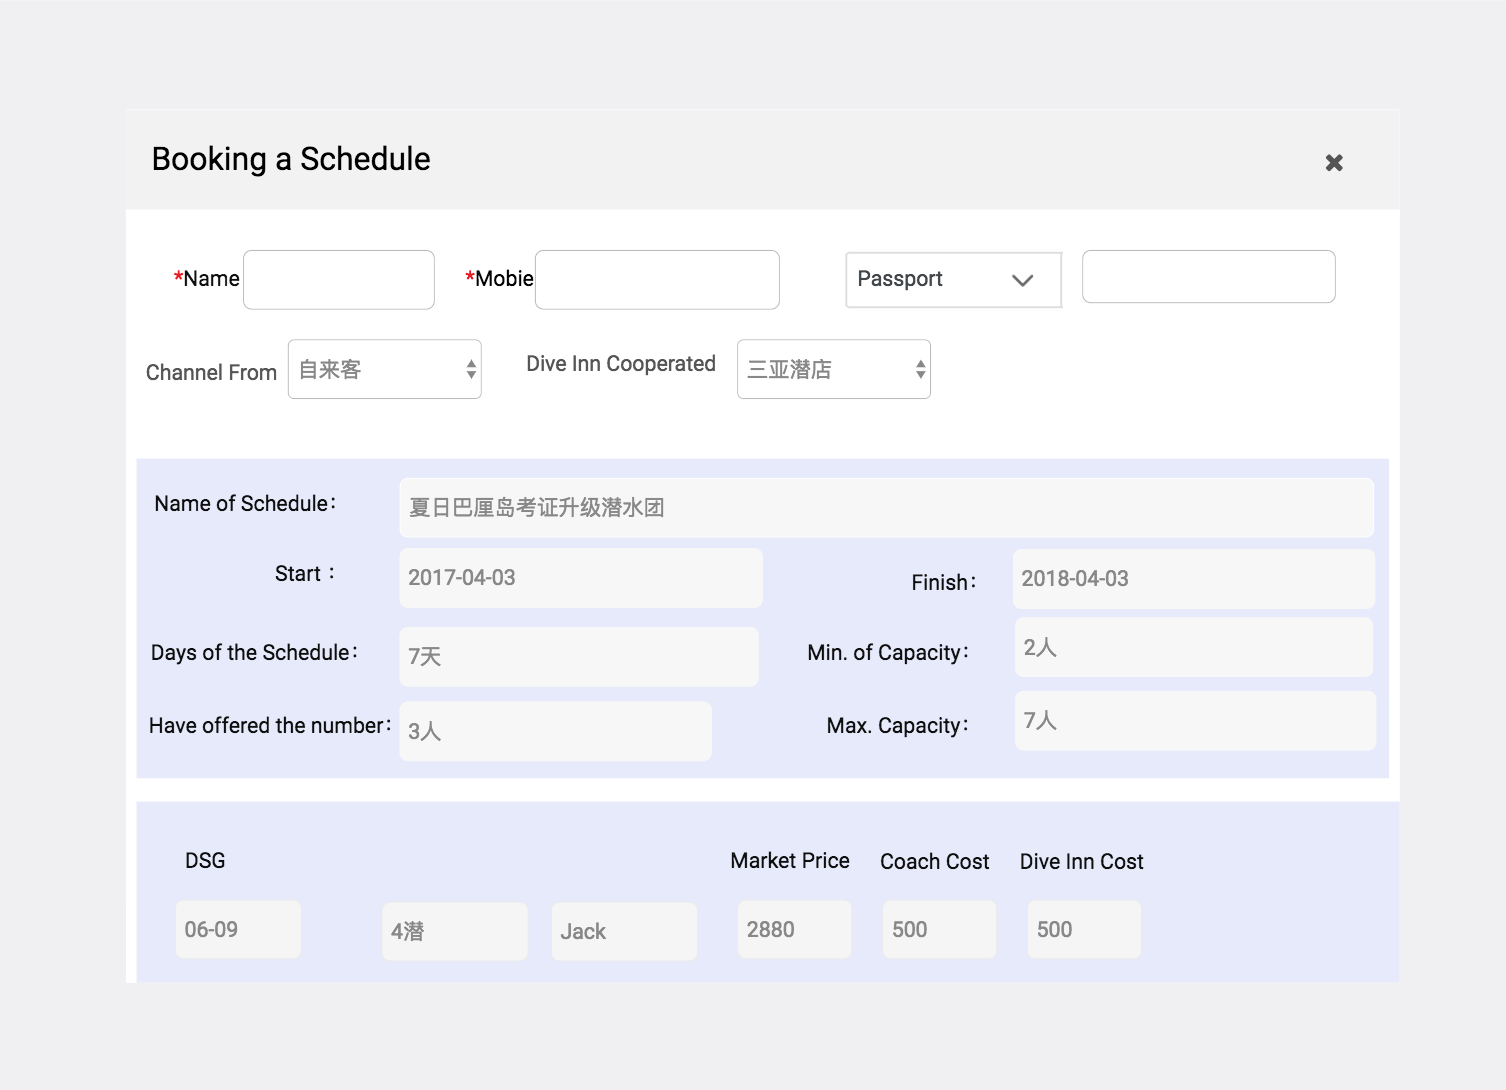 Booking a Schedule
*Name
*Mobie
Passport
Channel From
自来客
Dive Inn Cooperated
三亚潜店
Name of Schedule:
夏日巴厘岛考证升级潜水团
Start :
2017-04-03
Finish:
2018-04-03
Days of the Schedule:
7天
Min. of Capacity:
2人
Have offered the number:
3人
Max. Capacity:
7人
DSG
Market Price
Coach Cost
Dive Inn Cost
06-09
4潜
Jack
2880
500
500